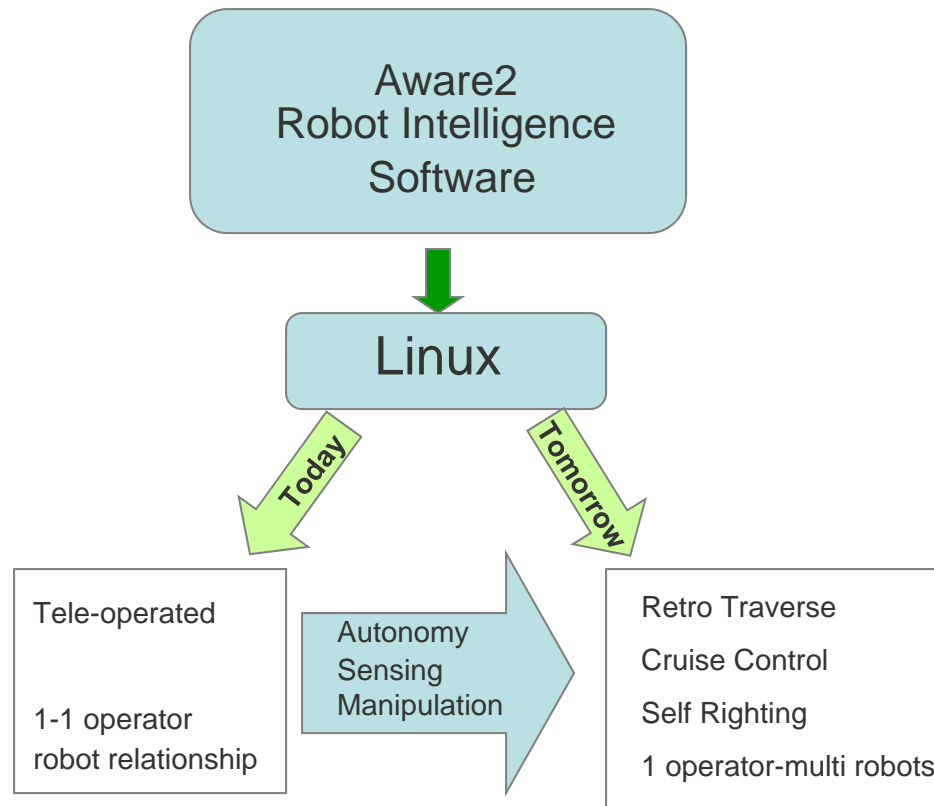 Aware2
Robot Intelligence
Software
Linux
Today
Tomorrow
Tele-operated
1-1 operator
robot relationship
Autonomy
Sensing
Manipulation
Retro Traverse
Cruise Control
Self Righting
1 operator-multi robots